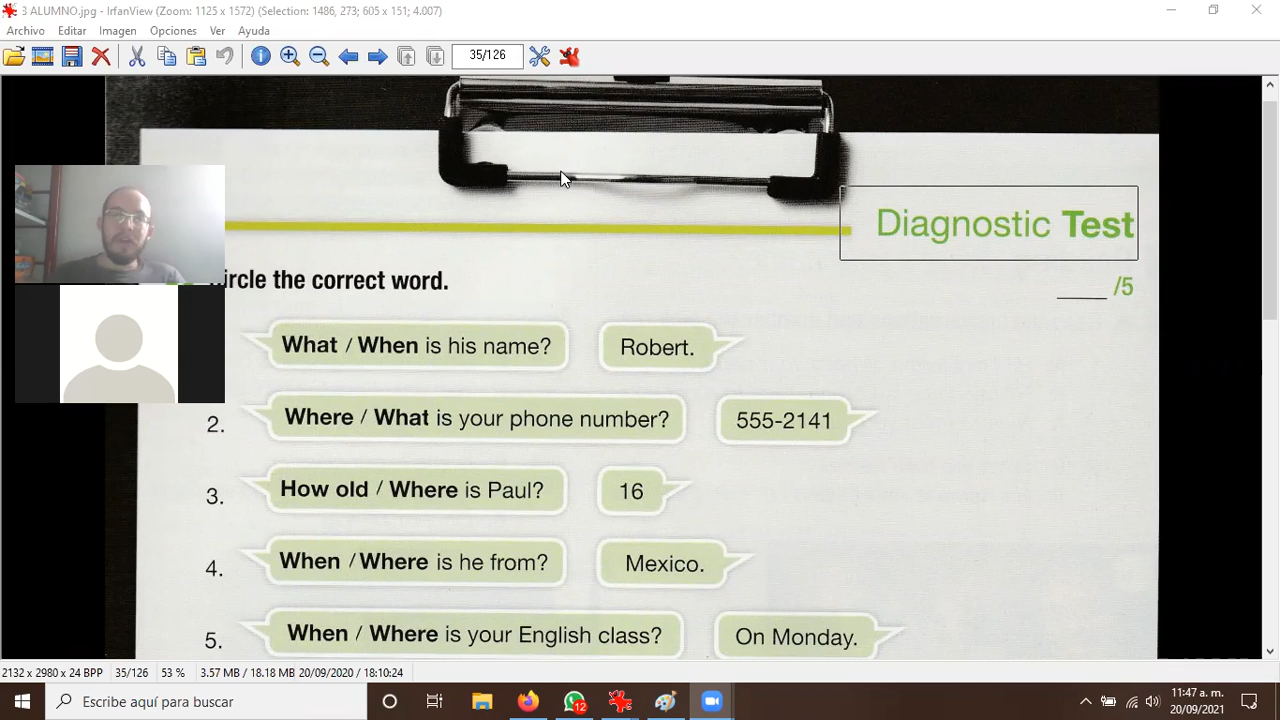 3 ALUMNO.jpg - IrfanView (Zoom: 1125 x 1572) (Selection: 1486, 273; 605 x 151; 4.007)
Archivo Editar Imagen Opciones Ver Ayuda
35/126
Diagnostic Test
ircle the correct word.
/5
What / When is his name? Robert.
2. Where / What is your phone number? 555-2141
3. How old / Where is Paul? 16
4. When / Where is he from? Mexico.
5. When / Where is your English class? On Monday.
2132 x 2980 x 24 BPP 35/126 53 % 3.57 MB / 18.18 MB 20/09/2020 / 18:10:24
Escribe aquí para buscar
12
11:47 a. m.
20/09/2021